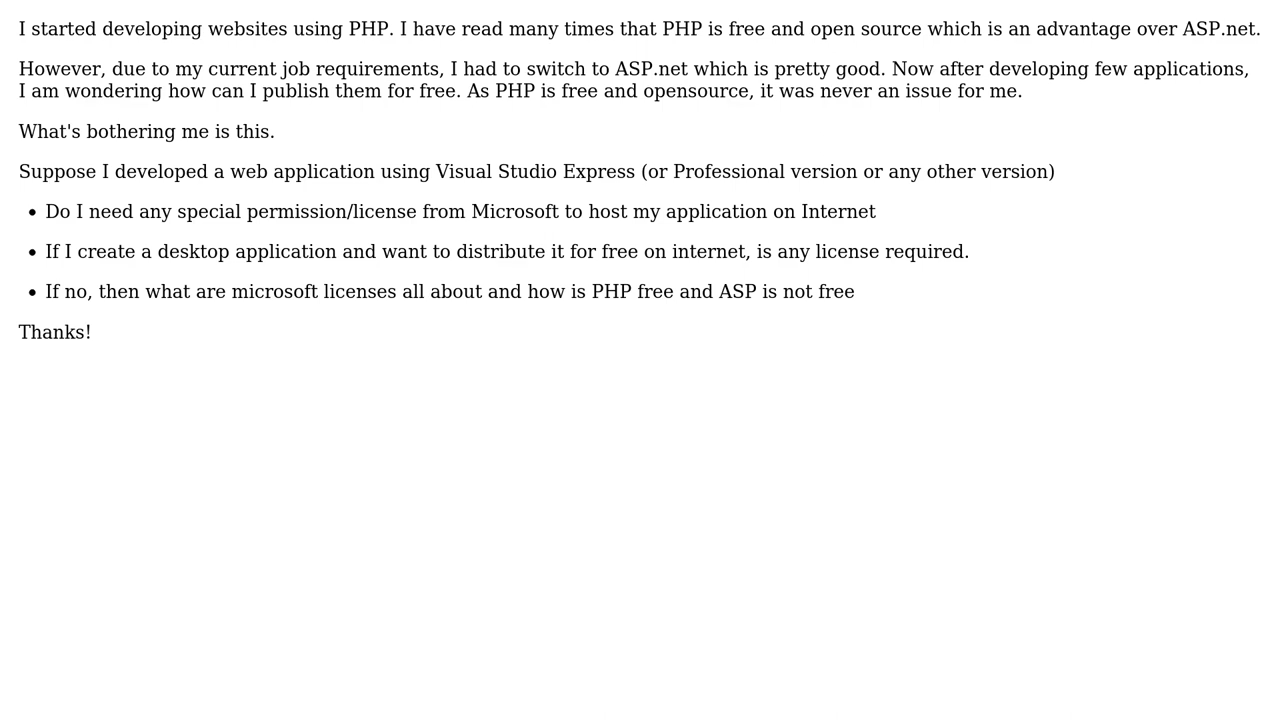 I started developing websites using PHP. I have read many times that PHP is free and open source which is an advantage over ASP.net.
However, due to my current job requirements, I had to switch to ASP.net which is pretty good. Now after developing few applications,
I am wondering how can I publish them for free. As PHP is free and opensource, it was never an issue for me.
What's bothering me is this.
Suppose I developed a web application using Visual Studio Express (or Professional version or any other version)
• Do I need any special permission/license from Microsoft to host my application on Internet
• If I create a desktop application and want to distribute it for free on internet, is any license required.
• If no, then what are microsoft licenses all about and how is PHP free and ASP is not free
Thanks!